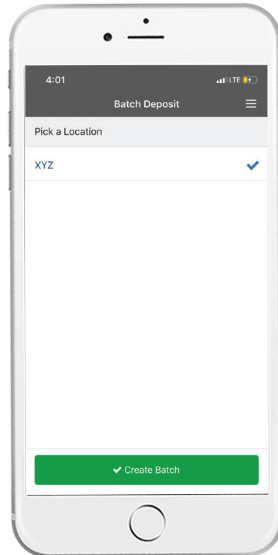 4:01
LTE
Batch Deposit
Pick a Location
XYZ
Create Batch